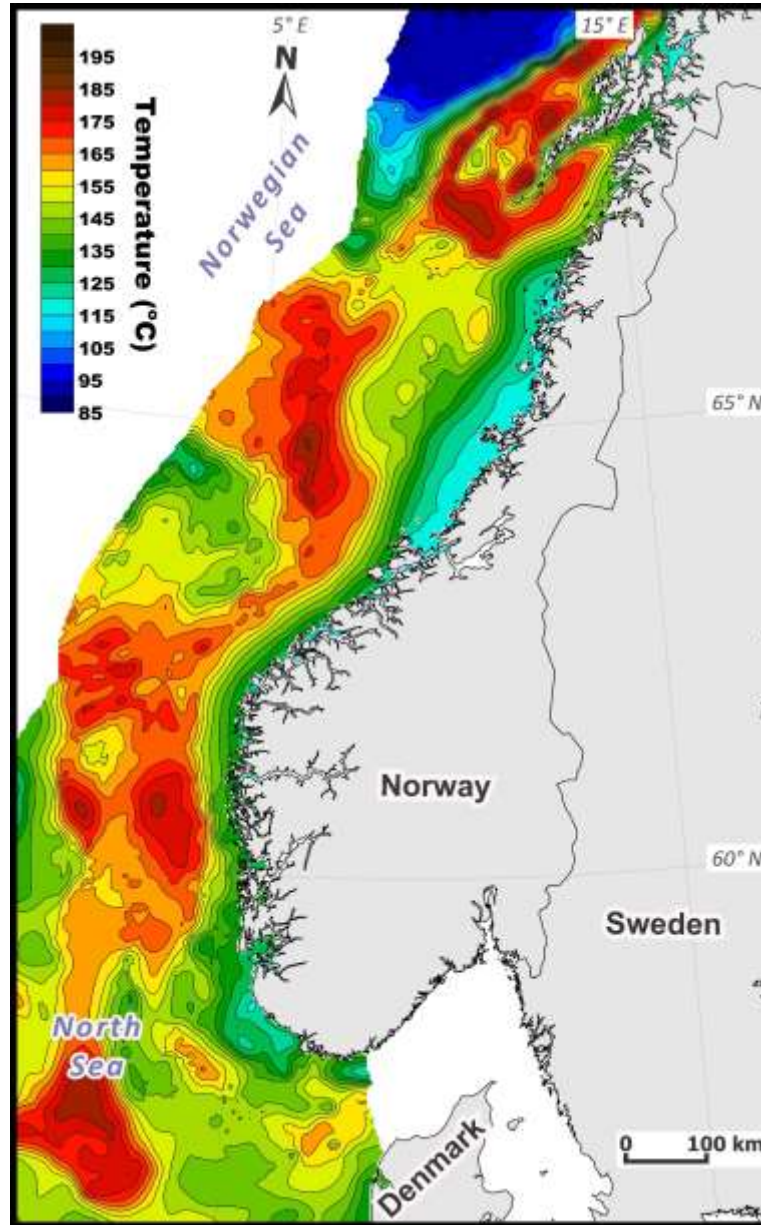 5° E
15° E
N
195
185
175
165
155
145
135
125
115
105
95
85
Temperature (°C)
Norwegian
Sea
65° N
Norway
60° N
Sweden
North
Sea
Denmark
0 100 km